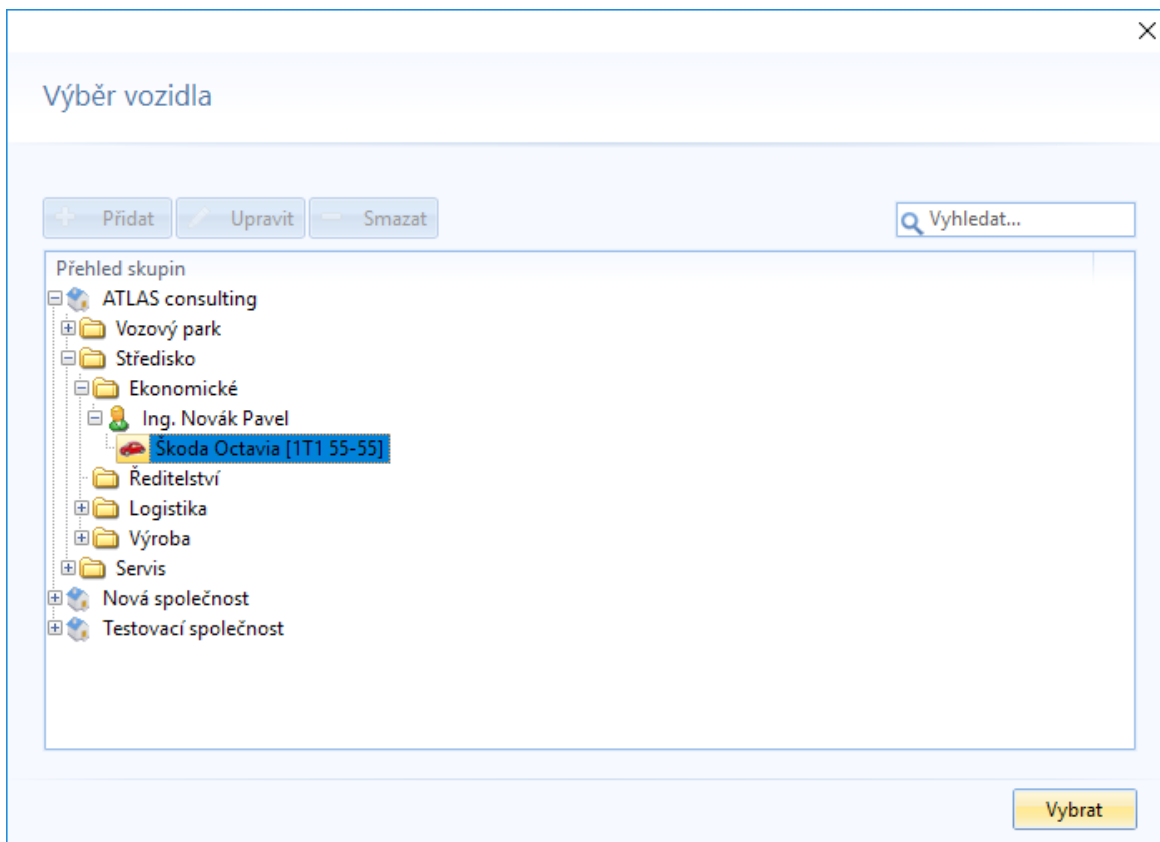 Výběr vozidla
Přidat Upravit Smazat Vyhledat...
Přehled skupin
ATLAS consulting
Vozový park
Středisko
Ekonomické
Ing. Novák Pavel
Škoda Octavia [1T1 55-55]
Ředitelství
Logistika
Výroba
Servis
Nová společnost
Testovací společnost
Vybrat